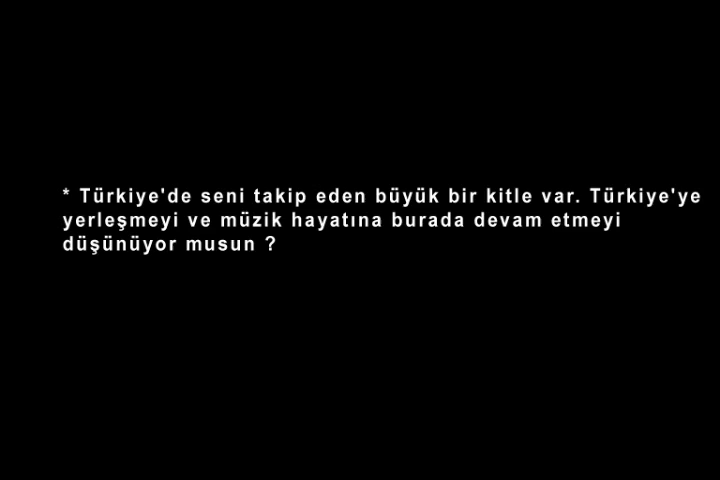 * Türkiye'de seni takip eden büyük bir kitle var. Türkiye'ye
yerleşmeyi ve müzik hayatına burada devam etmeyi
düşünüyor musun ?